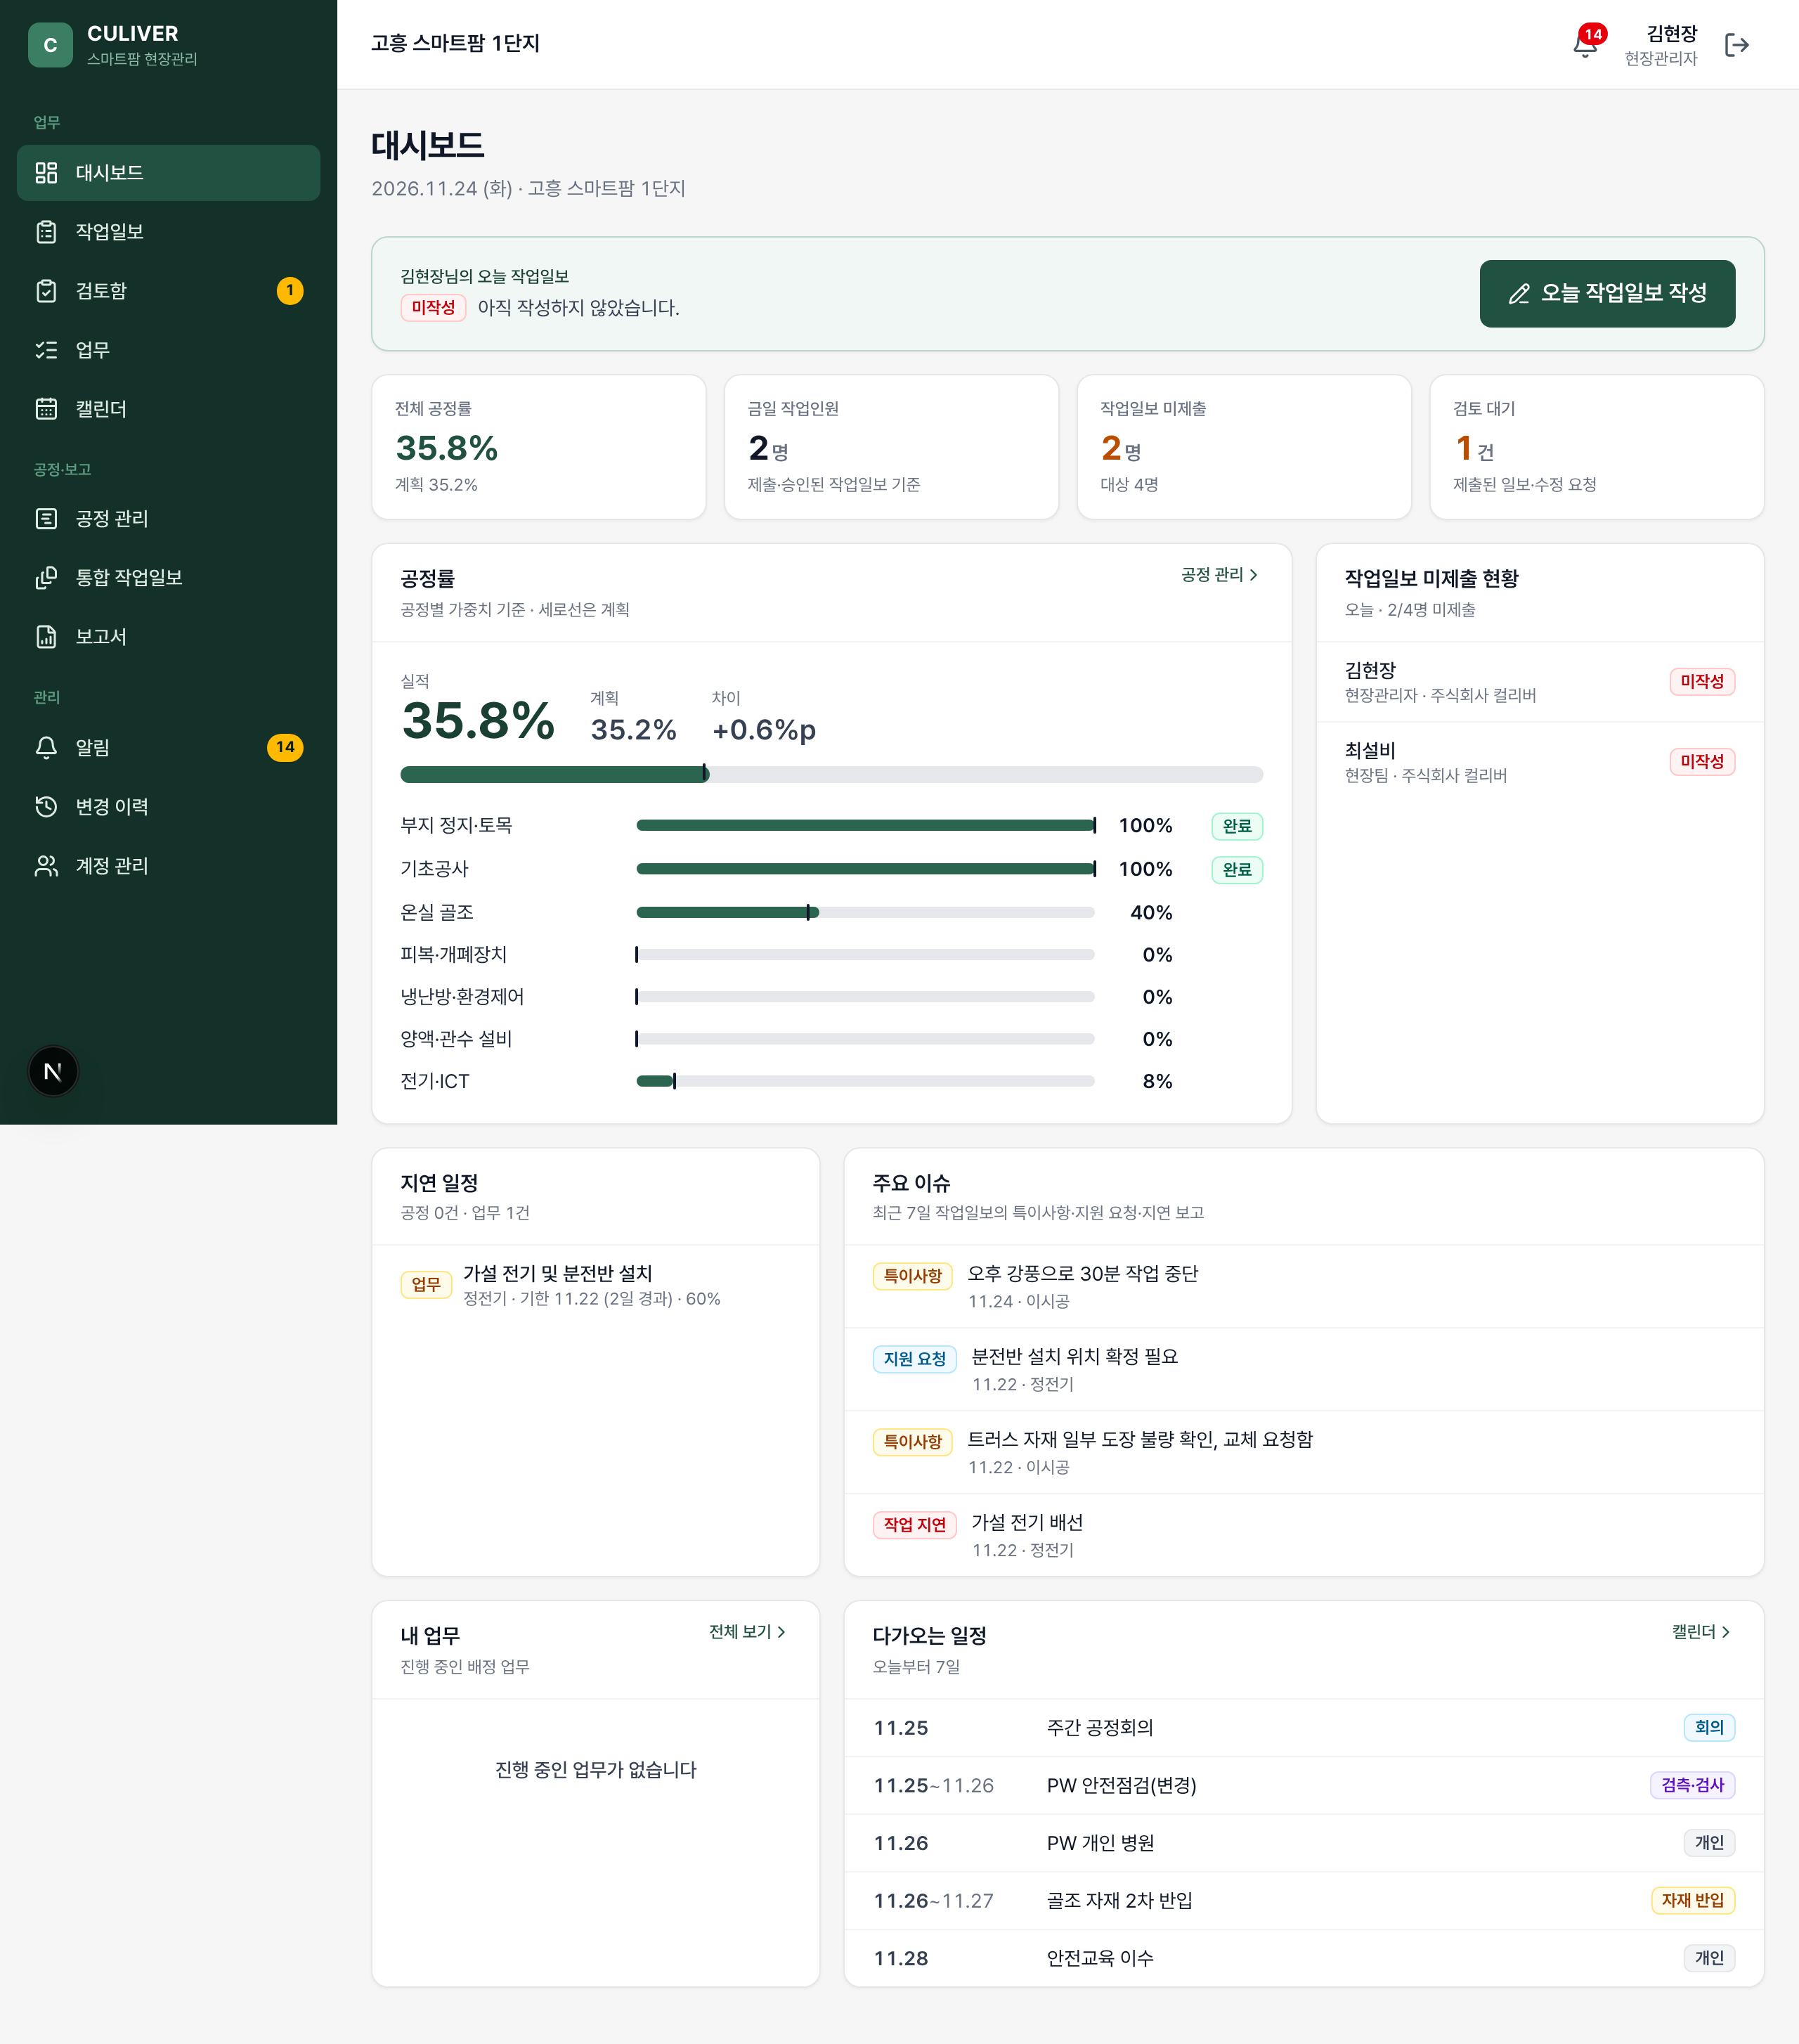 C
CULIVER
스마트팜 현장관리
업무
대시보드
작업일보
검토함
1
업무
캘린더
공정·보고
공정 관리
통합 작업일보
보고서
관리
알림
14
변경 이력
계정 관리
N
고흥 스마트팜 1단지
14
김현장
현장관리자
대시보드
2026.11.24 (화) · 고흥 스마트팜 1단지
김현장님의 오늘 작업일보
미작성 아직 작성하지 않았습니다.
오늘 작업일보 작성
전체 공정률
35.8%
계획 35.2%
금일 작업인원
2명
제출·승인된 작업일보 기준
작업일보 미제출
2명
대상 4명
검토 대기
1건
제출된 일보·수정 요청
공정률
공정 관리
공정별 가중치 기준 · 세로선은 계획
실적
35.8%
계획
35.2%
차이
+0.6%p
부지 정지·토목 100% 완료
기초공사 100% 완료
온실 골조 40%
피복·개폐장치 0%
냉난방·환경제어 0%
양액·관수 설비 0%
전기·ICT 8%
작업일보 미제출 현황
오늘 · 2/4명 미제출
김현장
현장관리자 · 주식회사 컬리버
미작성
최설비
현장팀 · 주식회사 컬리버
미작성
지연 일정
공정 0건 · 업무 1건
업무
가설 전기 및 분전반 설치
정전기 · 기한 11.22 (2일 경과) · 60%
주요 이슈
최근 7일 작업일보의 특이사항·지원 요청·지연 보고
특이사항 오후 강풍으로 30분 작업 중단
11.24 · 이시공
지원 요청 분전반 설치 위치 확정 필요
11.22 · 정전기
특이사항 트러스 자재 일부 도장 불량 확인, 교체 요청함
11.22 · 이시공
작업 지연 가설 전기 배선
11.22 · 정전기
내 업무
전체 보기
진행 중인 배정 업무
진행 중인 업무가 없습니다
다가오는 일정
캘린더
오늘부터 7일
11.25 주간 공정회의 회의
11.25~11.26 PW 안전점검(변경) 검측·검사
11.26 PW 개인 병원 개인
11.26~11.27 골조 자재 2차 반입 자재 반입
11.28 안전교육 이수 개인